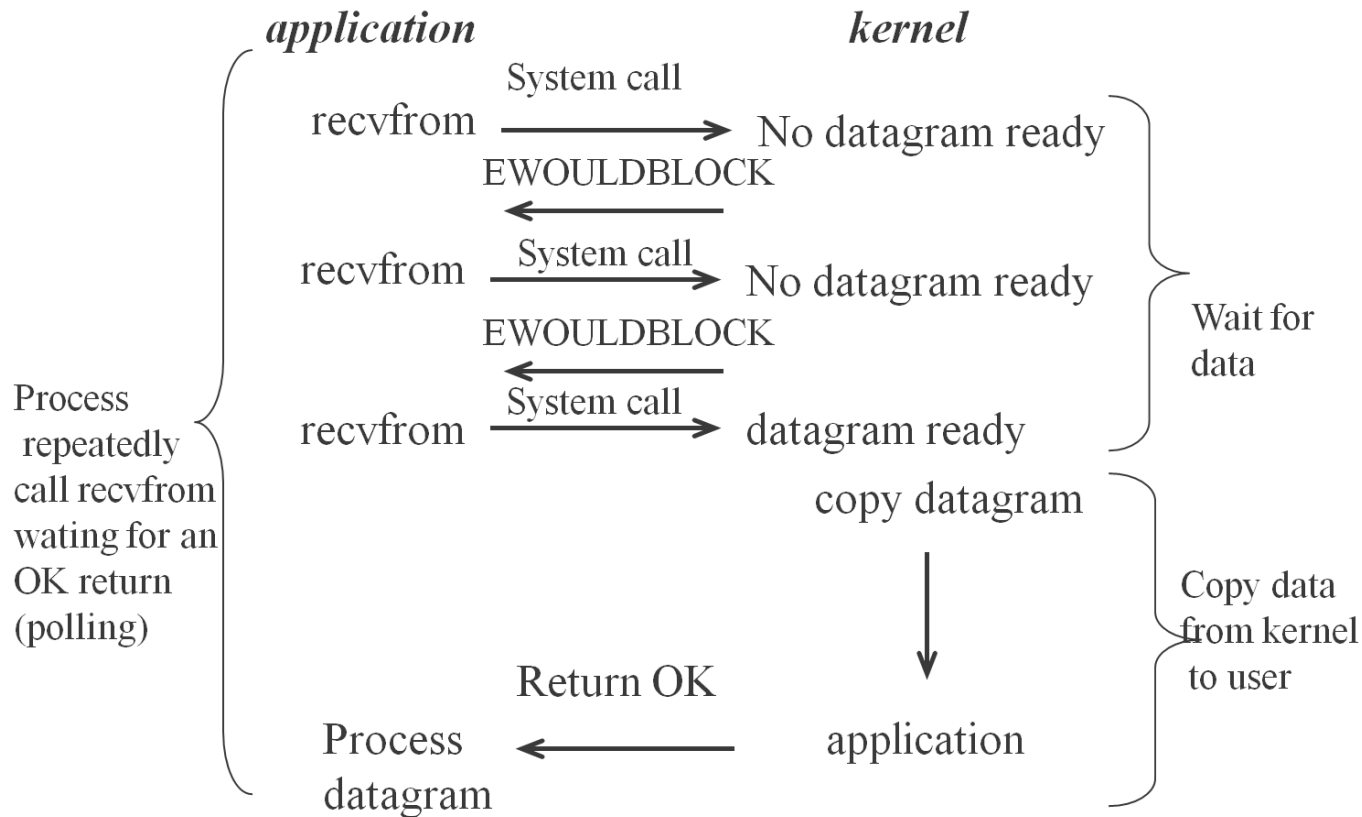 application
kernel
System call
recvfrom
No datagram ready
EWOULDBLOCK
recvfrom
System call
No datagram ready
EWOULDBLOCK
System call
recvfrom
datagram ready
Wait for
data
Process
repeatedly
call recvfrom
wating for an
OK return
(polling)
copy datagram
Copy data
from kernel
to user
Return OK
Process
datagram
application